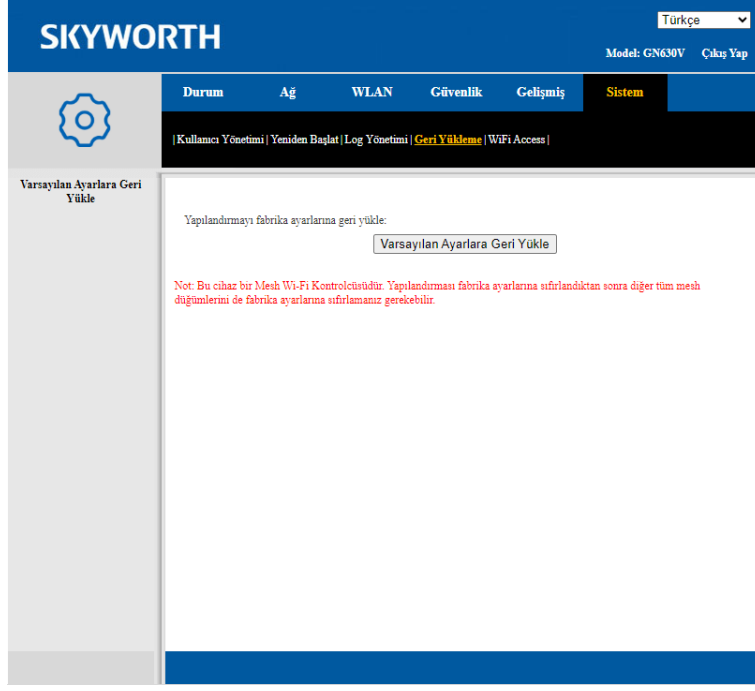 SKYWORTH
Türkçe
Model: GN630V Çıkış Yap
Durum Ağ WLAN Güvenlik Gelişmiş Sistem
|Kullanıcı Yönetimi|Yeniden Başlat|Log Yönetimi|Geri Yükleme|WiFi Access|
Varsayılan Ayarlara Geri
Yükle
Yapılandırmayı fabrika ayarlarına geri yükle:
Varsayılan Ayarlara Geri Yükle
Not: Bu cihaz bir Mesh Wi-Fi Kontrolcüsüdür. Yapılandırması fabrika ayarlarına sıfırlandıktan sonra diğer tüm mesh
düğümlerini de fabrika ayarlarına sıfırlamanız gerekebilir.